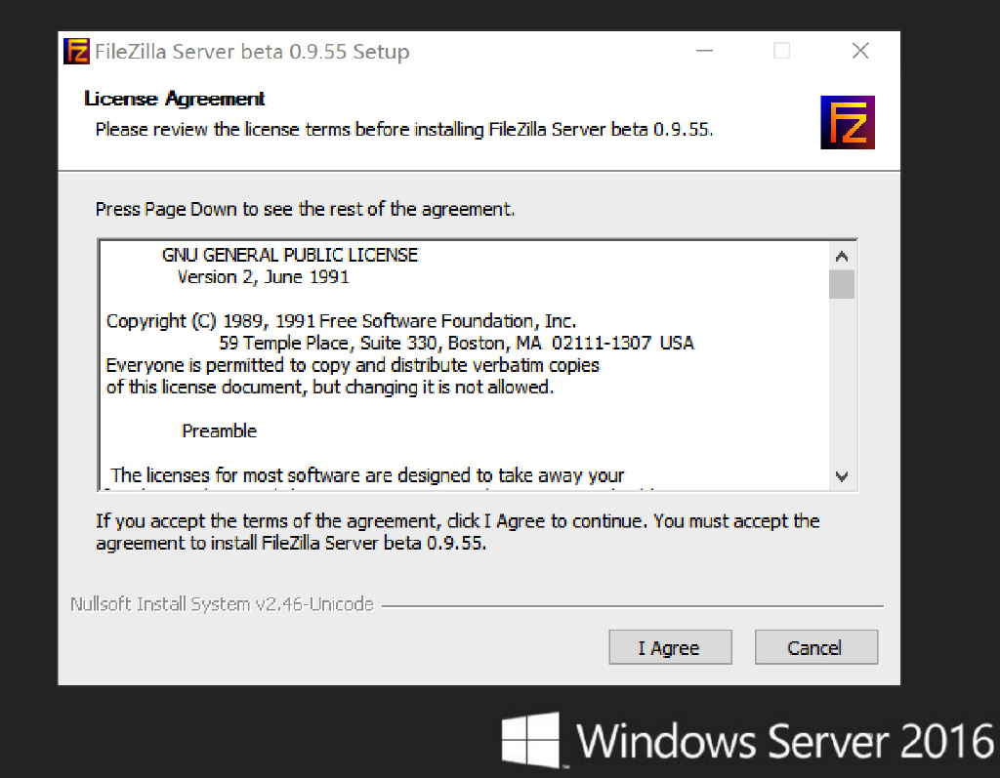 FileZilla Server beta 0.9.55 Setup
License Agreement
Please review the license terms before installing FileZilla Server beta 0.9.55.
FZ
Press Page Down to see the rest of the agreement.
GNU GENERAL PUBLIC LICENSE
Version 2, June 1991
Copyright (C) 1989, 1991 Free Software Foundation, Inc.
59 Temple Place, Suite 330, Boston, MA 02111-1307 USA
Everyone is permitted to copy and distribute verbatim copies
of this license document, but changing it is not allowed.
Preamble
The licenses for most software are designed to take away your
If you accept the terms of the agreement, click I Agree to continue. You must accept the
agreement to install FileZilla Server beta 0.9.55.
Nullsoft Install System v2.46-Unicode
I Agree
Cancel
Windows Server 2016